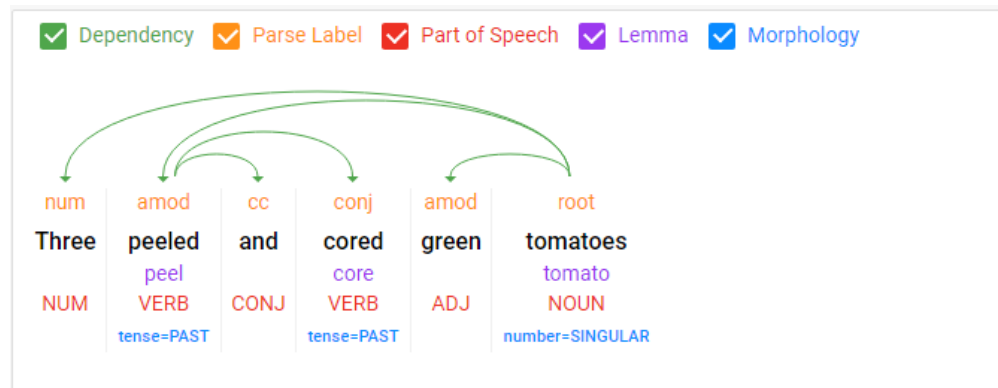 Dependency Parse Label Part of Speech Lemma Morphology
num amod cc conj amod root
Three peeled and cored green tomatoes
peel core tomato
NUM VERB CONJ VERB ADJ NOUN
tense=PAST tense=PAST number=SINGULAR